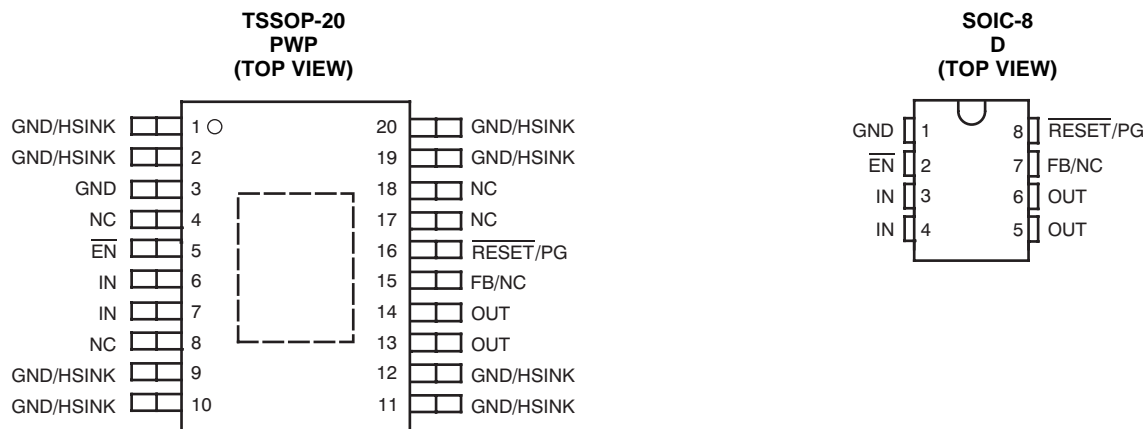 TSSOP-20
PWP
(TOP VIEW)
GND/HSINK 1 20 GND/HSINK
GND/HSINK 2 19 GND/HSINK
GND 3 18 NC
NC 4 17 NC
EN 5 16 RESET/PG
IN 6 15 FB/NC
IN 7 14 OUT
NC 8 13 OUT
GND/HSINK 9 12 GND/HSINK
GND/HSINK 10 11 GND/HSINK
SOIC-8
D
(TOP VIEW)
GND 1 8 RESET/PG
EN 2 7 FB/NC
IN 3 6 OUT
IN 4 5 OUT